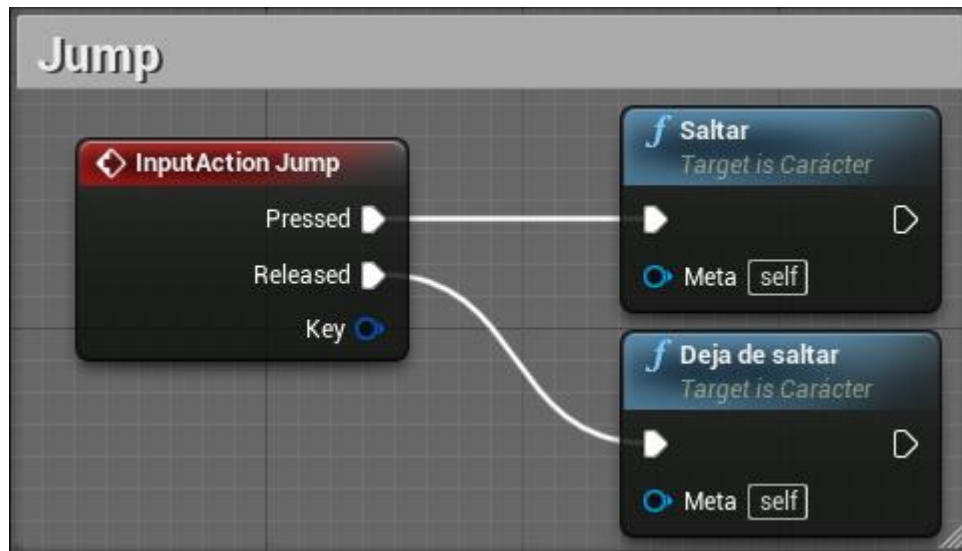 Jump
InputAction Jump
Pressed
Released
Key
Saltar
Target is Carácter
Meta self
Deja de saltar
Target is Carácter
Meta self